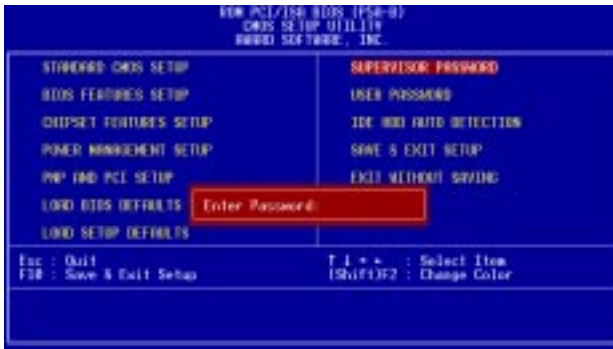 ROM PCI/ISA BIOS (P5A-B)
CMOS SETUP UTILITY
AWARD SOFTWARE, INC.
STANDARD CMOS SETUP
SUPERVISOR PASSWORD
BIOS FEATURES SETUP
USER PASSWORD
CHIPSET FEATURES SETUP
IDE HDD AUTO DETECTION
POWER MANAGEMENT SETUP
SAVE & EXIT SETUP
PNP AND PCI SETUP
EXIT WITHOUT SAVING
LOAD BIOS DEFAULTS
Enter Password:
LOAD SETUP DEFAULTS
Esc : Quit
↑ ↓ → ← : Select Item
F10 : Save & Exit Setup
(Shift)F2 : Change Color